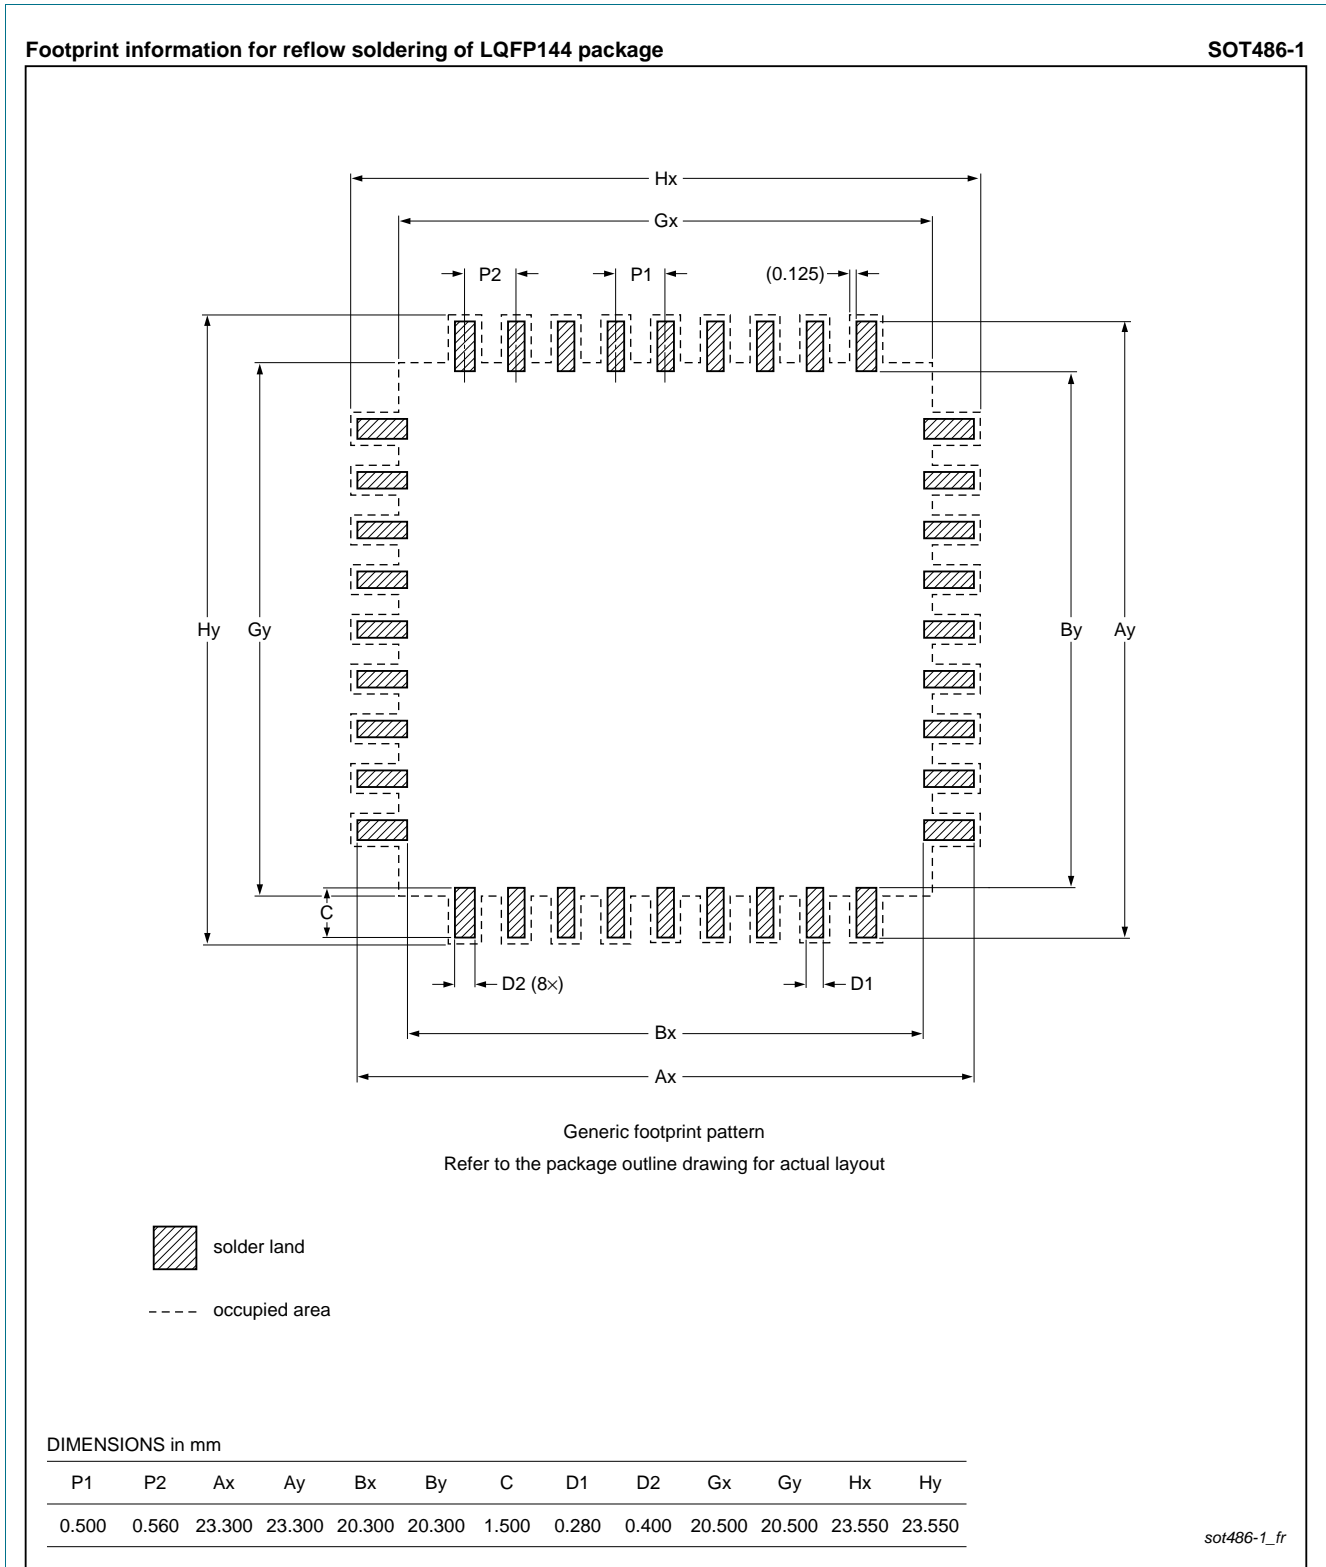 Footprint information for reflow soldering of LQFP144 package SOT486-1
Hx
Gx
P2 P1 (0.125)
Hy Gy By Ay
C
D2 (8×) D1
Bx
Ax
Generic footprint pattern
Refer to the package outline drawing for actual layout
solder land
occupied area
DIMENSIONS in mm
P1 P2 Ax Ay Bx By C D1 D2 Gx Gy Hx Hy
0.500 0.560 23.300 23.300 20.300 20.300 1.500 0.280 0.400 20.500 20.500 23.550 23.550
sot486-1_fr